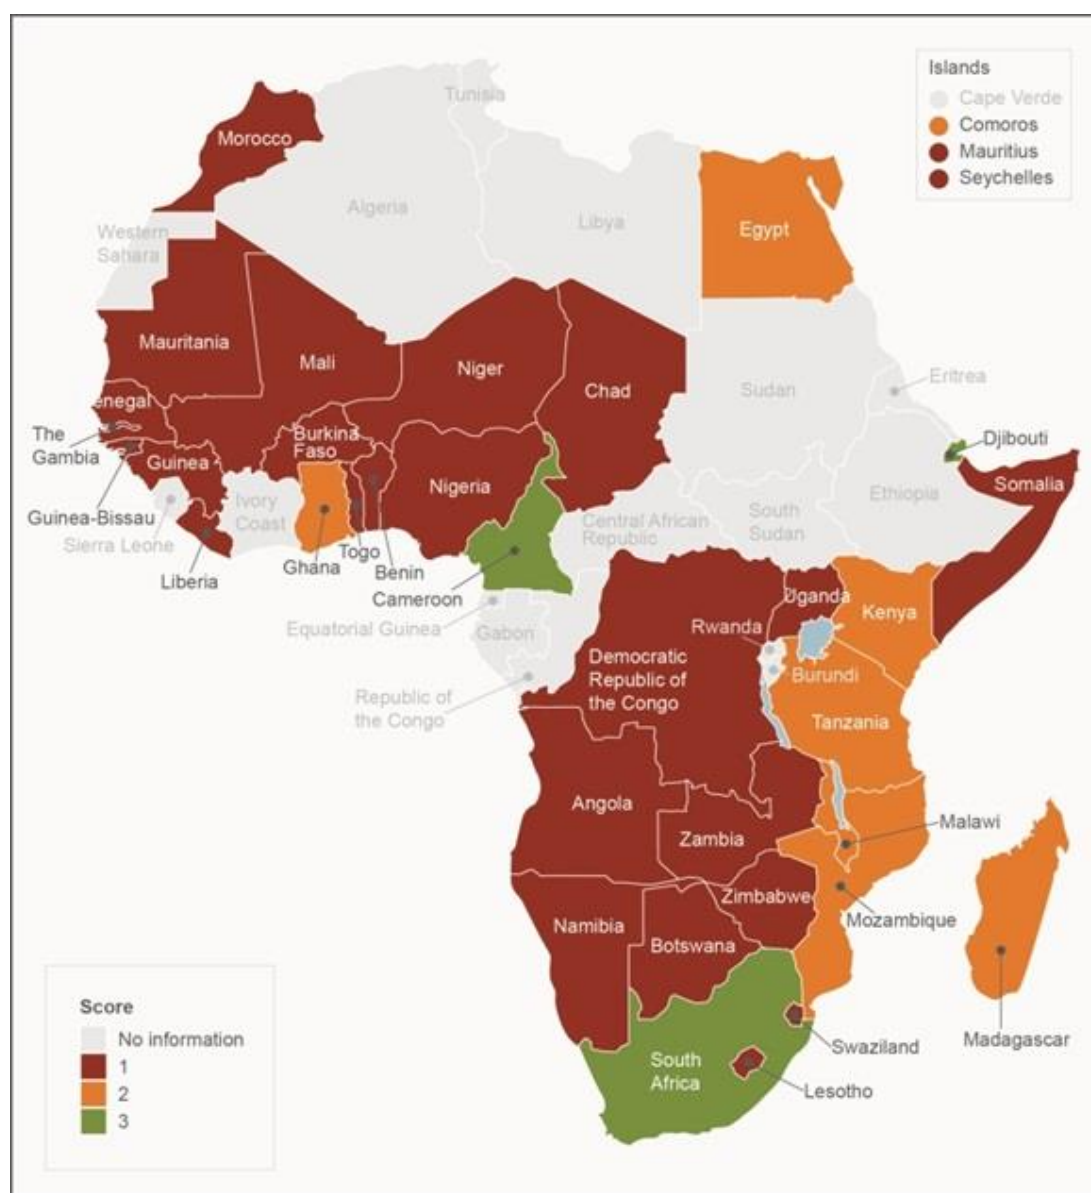 Islands
Cape Verde
Comoros
Mauritius
Seychelles
Tunisia
Morocco
Algeria
Libya
Egypt
Western
Sahara
Mauritania
Mali
Niger
Chad
Sudan
Eritrea
enegal
The
Gambia
Burkina
Faso
Djibouti
Guinea
Nigeria
Somalia
Ethiopia
Ivory
Coast
Guinea-Bissau
Sierra Leone
Central African
Republic
South
Sudan
Liberia
Ghana
Togo
Benin
Cameroon
Uganda
Kenya
Equatorial Guinea
Gabon
Rwanda
Democratic
Republic of
the Congo
Burundi
Republic of
the Congo
Tanzania
Angola
Malawi
Zambia
Zimbabwe
Mozambique
Namibia
Botswana
Madagascar
Swaziland
South
Africa
Lesotho
Score
No information
1
2
3